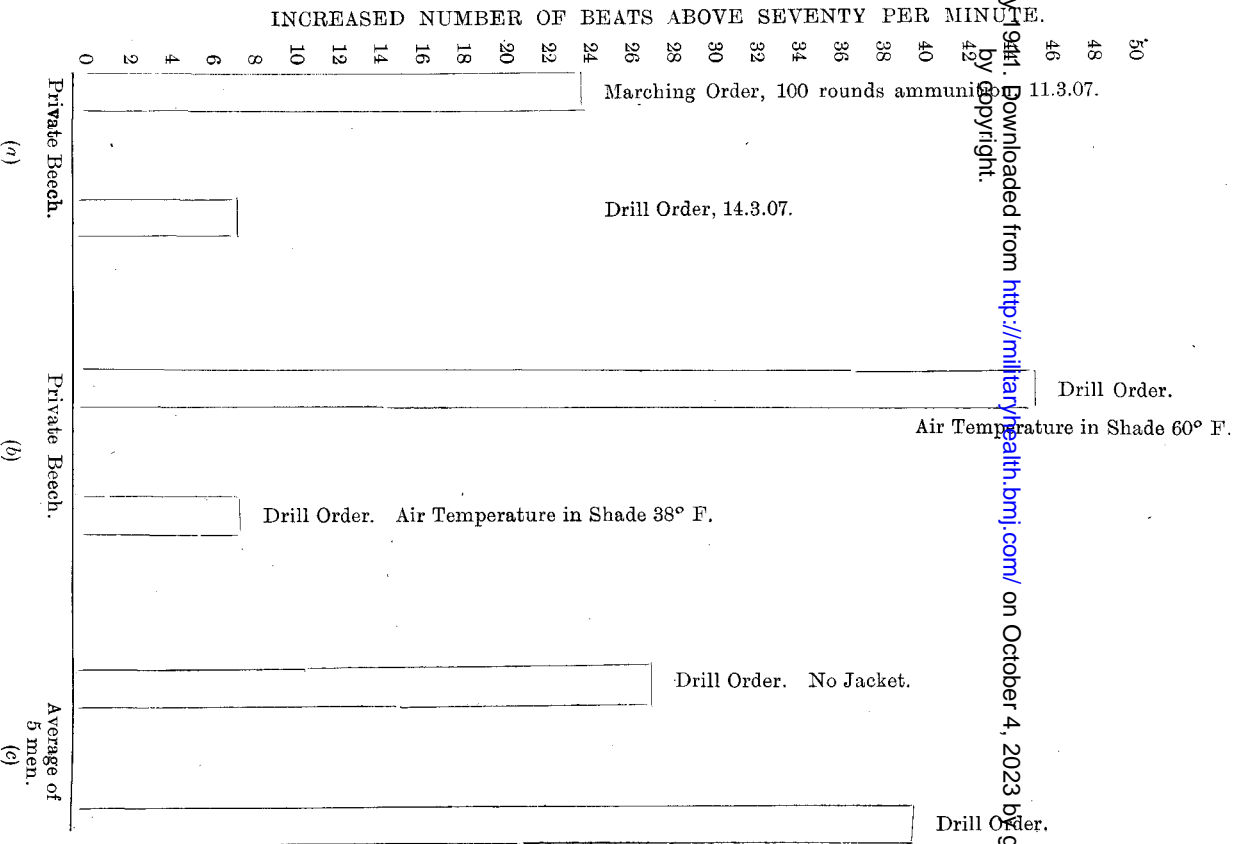 INCREASED NUMBER OF BEATS ABOVE SEVENTY PER MINUTE.
0 2 4 6 8 10 12 14 16 18 20 22 24 26 28 30 32 34 36 38 40 42 44 46 48 50
Private Beech.
(a)
Marching Order, 100 rounds ammunition, 11.3.07.
Drill Order, 14.3.07.
Private Beech.
(b)
Drill Order.
Air Temperature in Shade 60° F.
Drill Order. Air Temperature in Shade 38° F.
Average of
5 men.
(c)
Drill Order. No Jacket.
Drill Order.
1941. Downloaded from http://militaryhealth.bmj.com/ on October 4, 2023 by
by copyright.